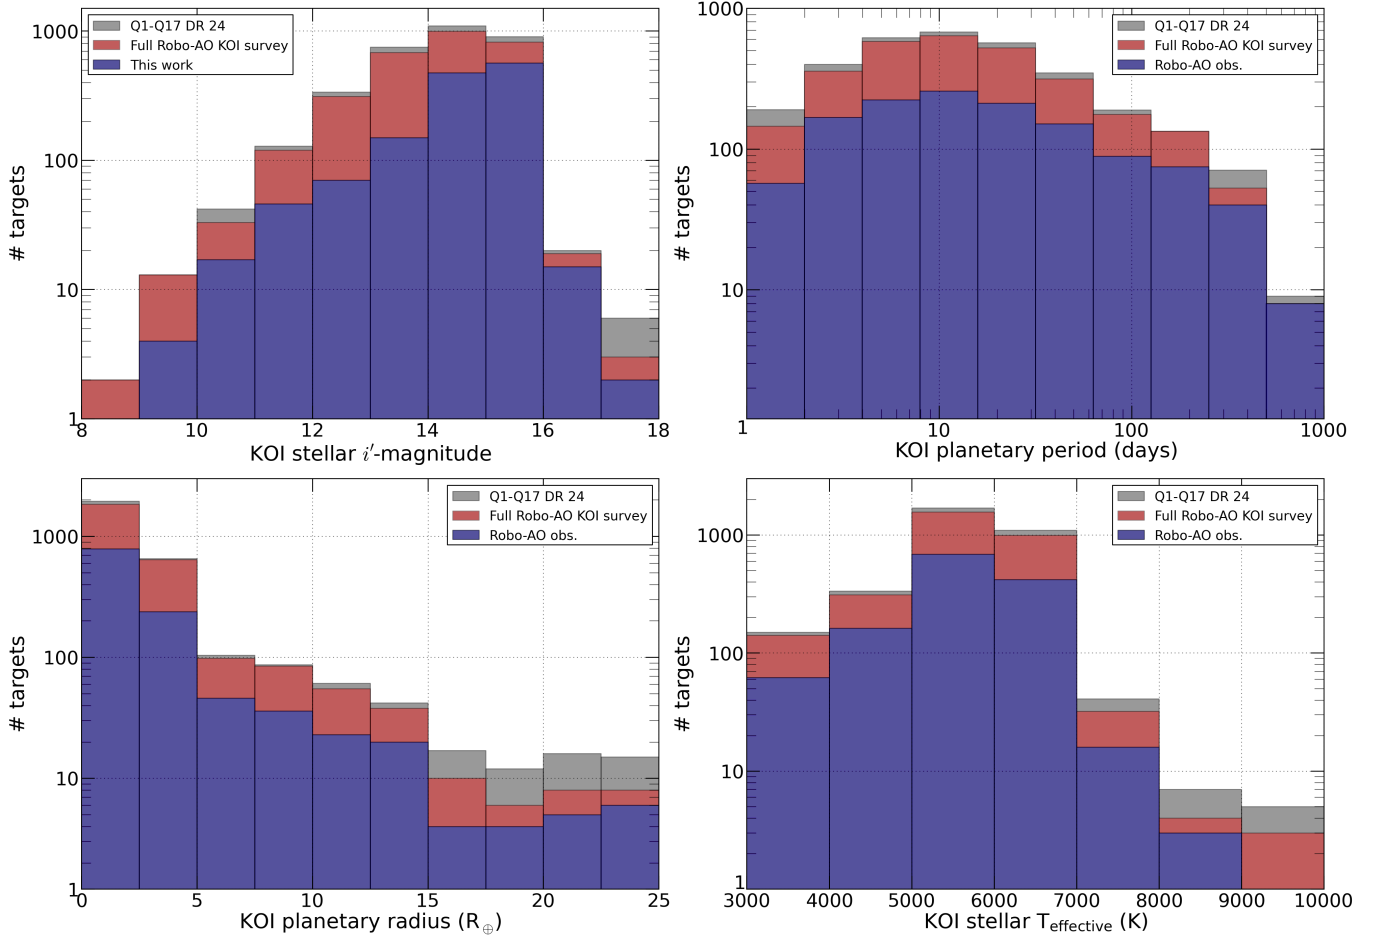 Q1-Q17 DR 24
Full Robo-AO KOI survey
This work
1000
100
10
1
# targets
8 10 12 14 16 18
KOI stellar i′-magnitude
Q1-Q17 DR 24
Full Robo-AO KOI survey
Robo-AO obs.
1000
100
10
1
# targets
1 10 100 1000
KOI planetary period (days)
Q1-Q17 DR 24
Full Robo-AO KOI survey
Robo-AO obs.
1000
100
10
1
# targets
0 5 10 15 20 25
KOI planetary radius (R⊕)
Q1-Q17 DR 24
Full Robo-AO KOI survey
Robo-AO obs.
1000
100
10
1
# targets
3000 4000 5000 6000 7000 8000 9000 10000
KOI stellar Teffective (K)